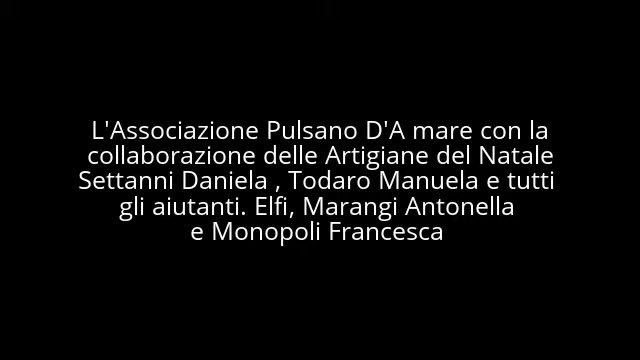 L'Associazione Pulsano D'A mare con la
collaborazione delle Artigiane del Natale
Settanni Daniela , Todaro Manuela e tutti
gli aiutanti. Elfi, Marangi Antonella
e Monopoli Francesca